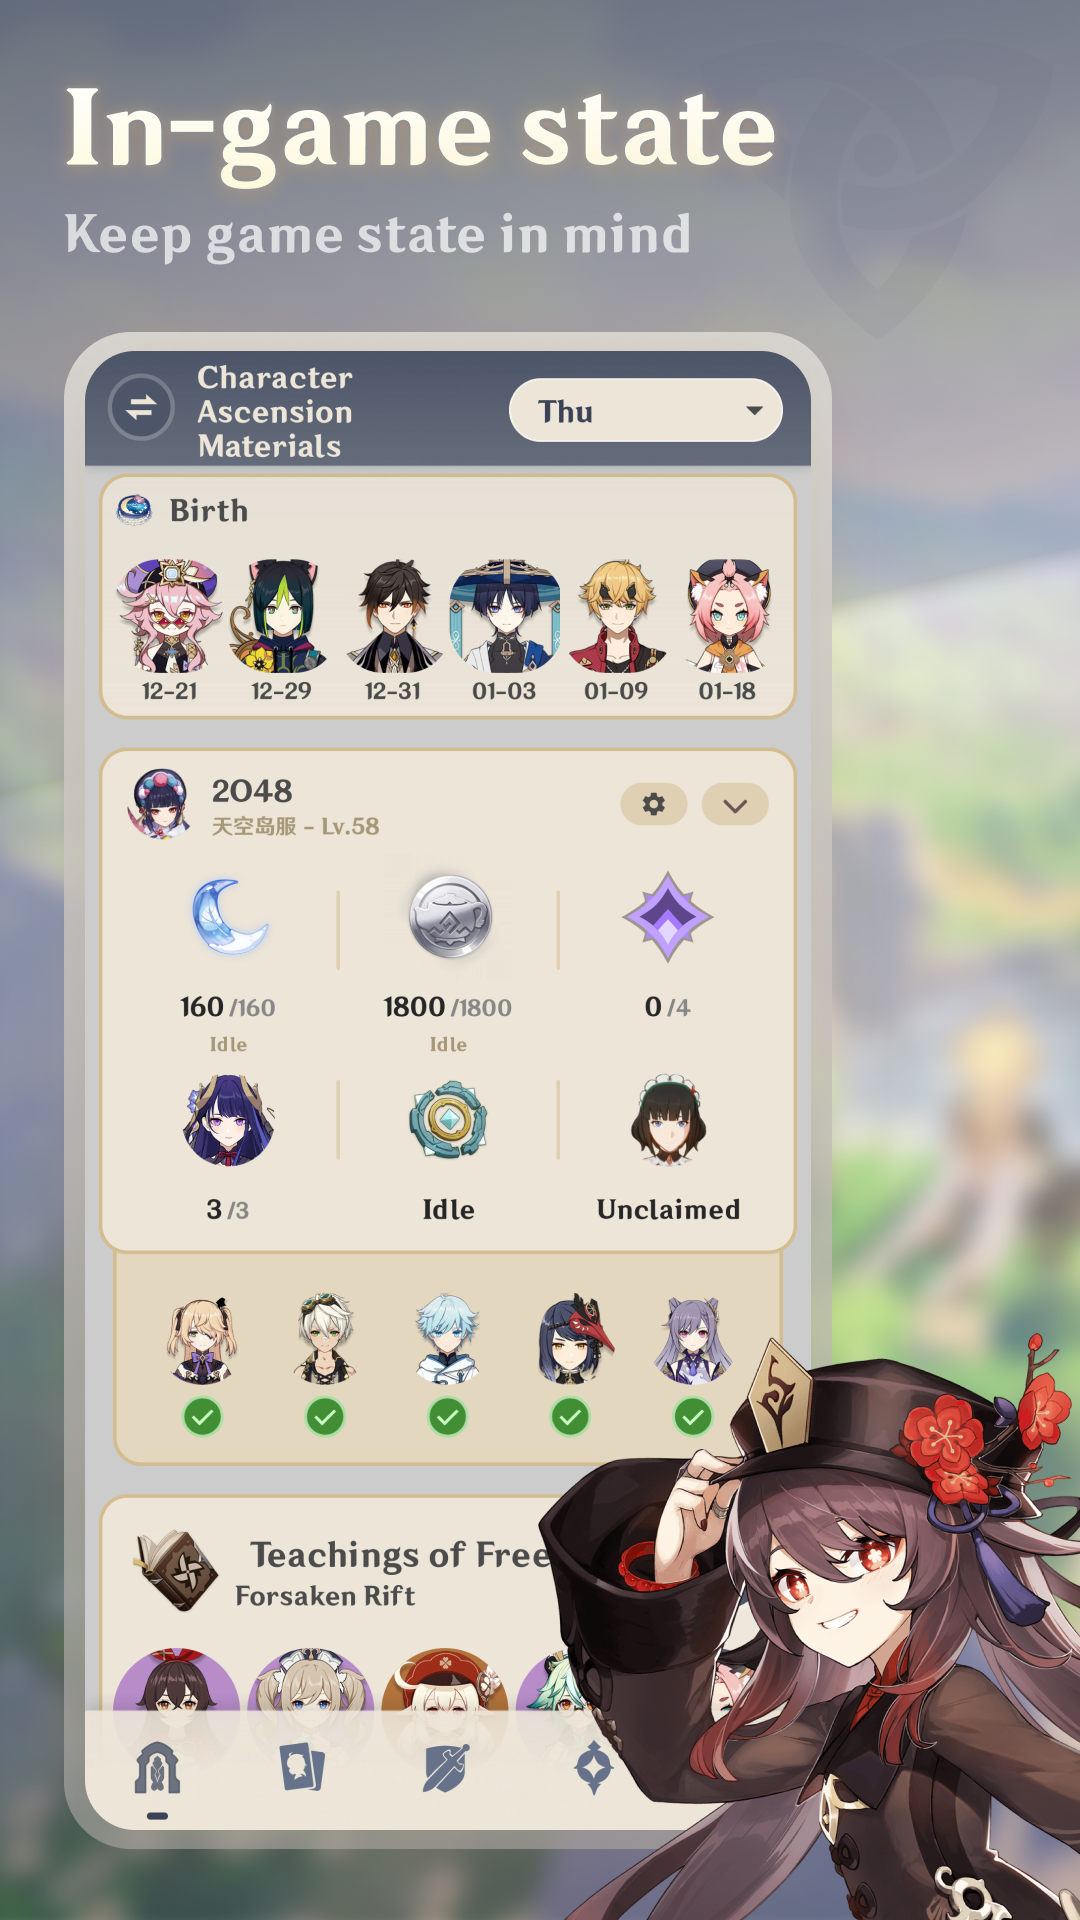 In-game state
Keep game state in mind
Character
Ascension
Materials
Thu
Birth
12-21
12-29
12-31
01-03
01-09
01-18
2048
天空岛服 - Lv.58
160 /160
1800 /1800
0 /4
Idle
Idle
3 /3
Idle
Unclaimed
Teachings of Free
Forsaken Rift